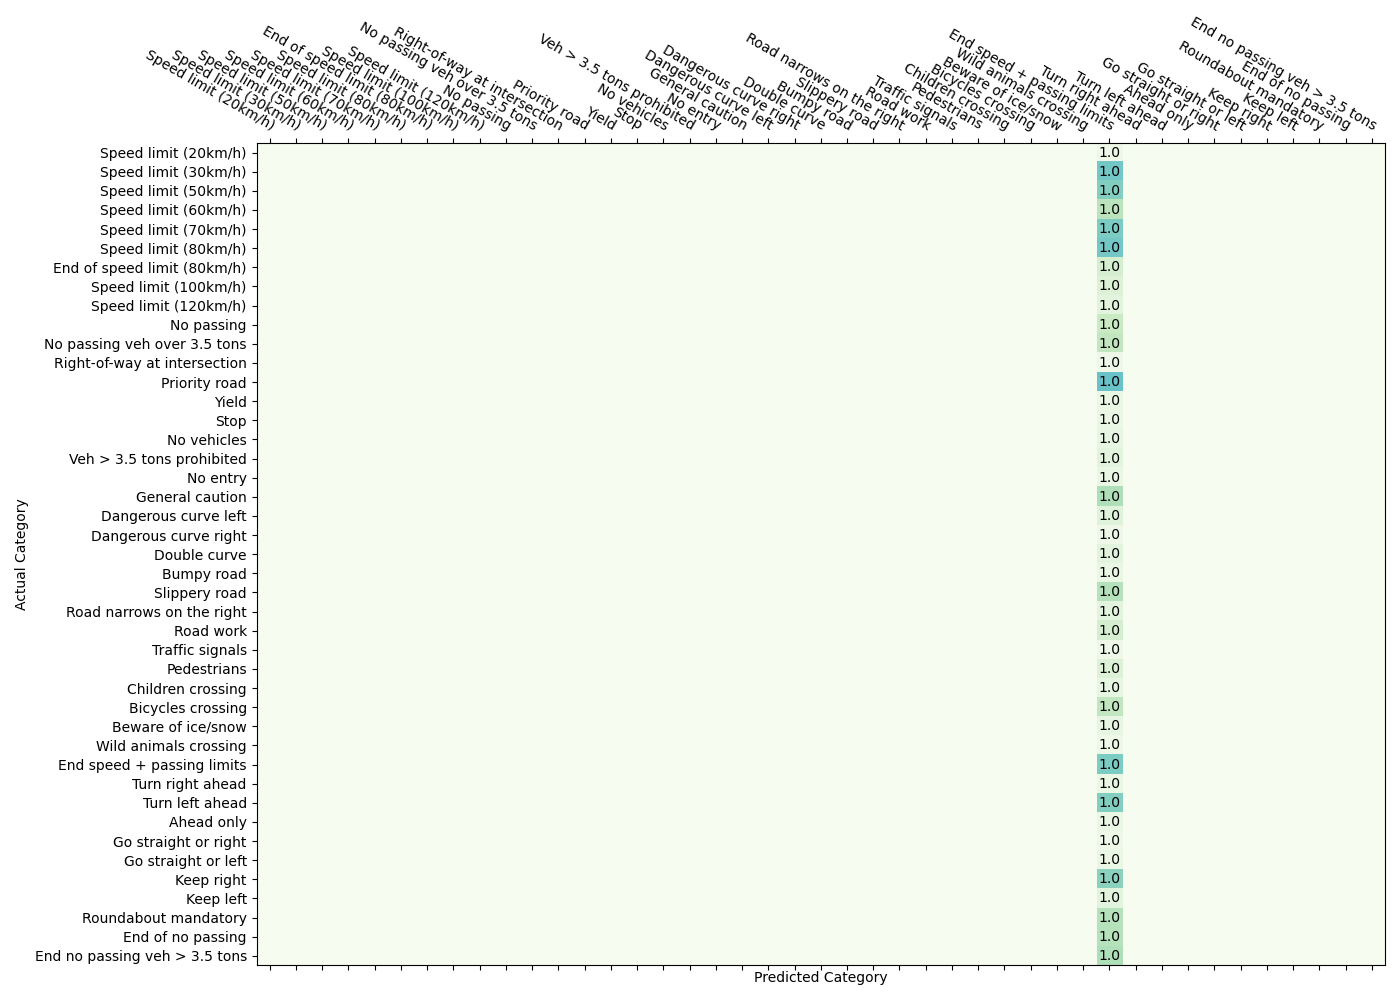 Speed limit (20km/h)
Speed limit (30km/h)
Speed limit (50km/h)
Speed limit (60km/h)
Speed limit (70km/h)
Speed limit (80km/h)
End of speed limit (80km/h)
Speed limit (100km/h)
Speed limit (120km/h)
No passing
No passing veh over 3.5 tons
Right-of-way at intersection
Priority road
Yield
Stop
No vehicles
Veh > 3.5 tons prohibited
No entry
General caution
Dangerous curve left
Dangerous curve right
Double curve
Bumpy road
Slippery road
Road narrows on the right
Road work
Traffic signals
Pedestrians
Children crossing
Bicycles crossing
Beware of ice/snow
Wild animals crossing
End speed + passing limits
Turn right ahead
Turn left ahead
Ahead only
Go straight or right
Go straight or left
Keep right
Keep left
Roundabout mandatory
End of no passing
End no passing veh > 3.5 tons
Actual Category
Speed limit (20km/h) 1.0
Speed limit (30km/h) 1.0
Speed limit (50km/h) 1.0
Speed limit (60km/h) 1.0
Speed limit (70km/h) 1.0
Speed limit (80km/h) 1.0
End of speed limit (80km/h) 1.0
Speed limit (100km/h) 1.0
Speed limit (120km/h) 1.0
No passing 1.0
No passing veh over 3.5 tons 1.0
Right-of-way at intersection 1.0
Priority road 1.0
Yield 1.0
Stop 1.0
No vehicles 1.0
Veh > 3.5 tons prohibited 1.0
No entry 1.0
General caution 1.0
Dangerous curve left 1.0
Dangerous curve right 1.0
Double curve 1.0
Bumpy road 1.0
Slippery road 1.0
Road narrows on the right 1.0
Road work 1.0
Traffic signals 1.0
Pedestrians 1.0
Children crossing 1.0
Bicycles crossing 1.0
Beware of ice/snow 1.0
Wild animals crossing 1.0
End speed + passing limits 1.0
Turn right ahead 1.0
Turn left ahead 1.0
Ahead only 1.0
Go straight or right 1.0
Go straight or left 1.0
Keep right 1.0
Keep left 1.0
Roundabout mandatory 1.0
End of no passing 1.0
End no passing veh > 3.5 tons 1.0
Predicted Category